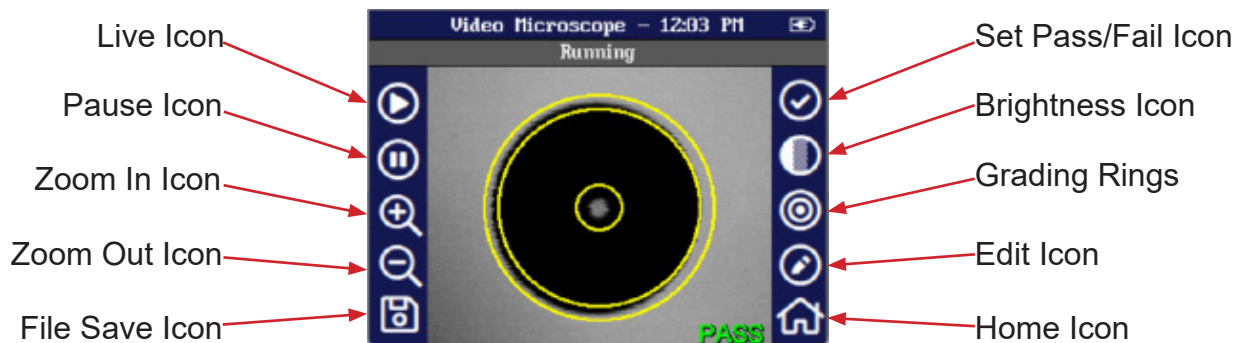 Live Icon
Pause Icon
Zoom In Icon
Zoom Out Icon
File Save Icon
Video Microscope - 12:03 PM
Running
PASS
Set Pass/Fail Icon
Brightness Icon
Grading Rings
Edit Icon
Home Icon